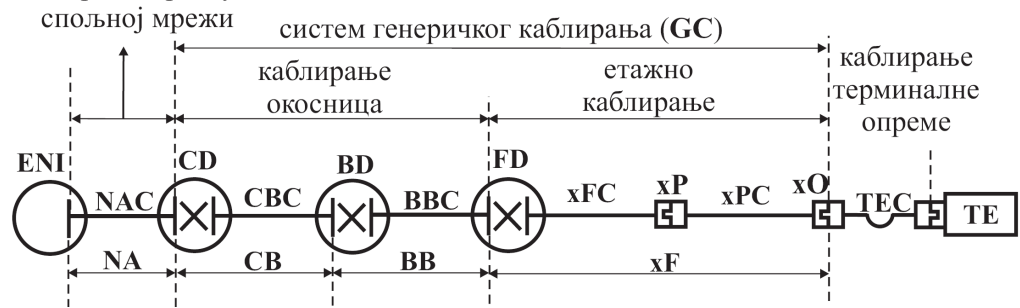 спољној мрежи
систем генеричког каблирања (GC)
каблирање
окосница
етажно
каблирање
каблирање
терминалне
опреме
ENI
CD
BD
FD
xP
xO
NAC
CBC
BBC
xFC
xPC
TEC
TE
NA
CB
BB
xF